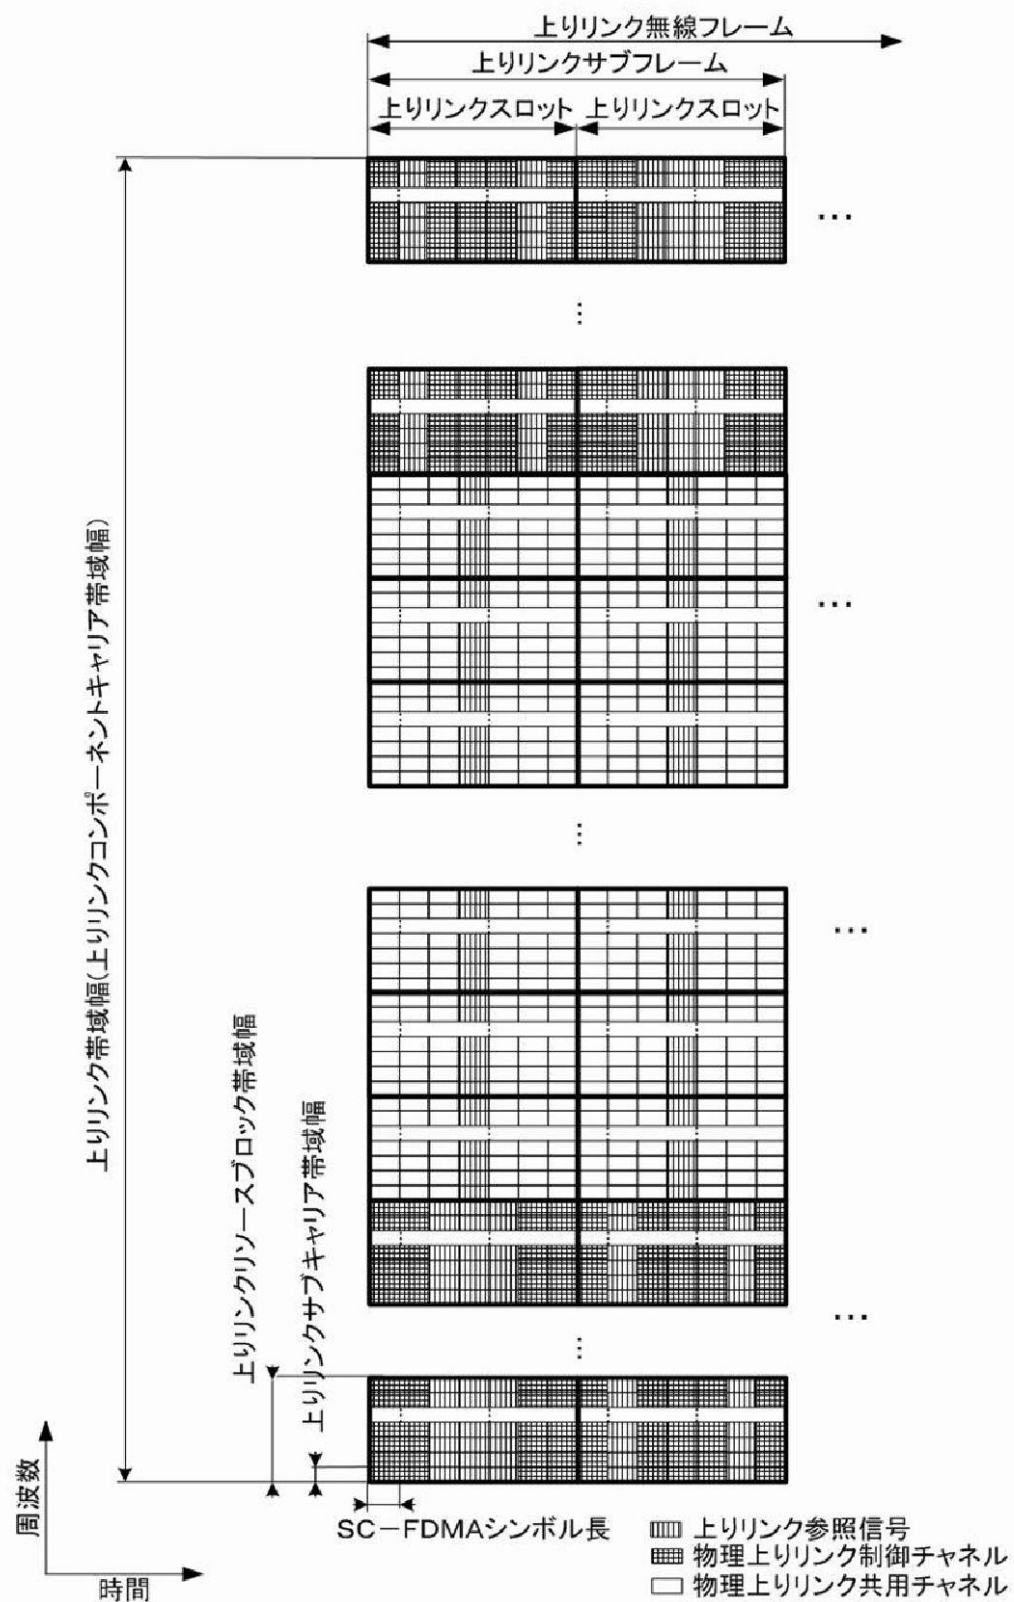 上りリンク無線フレーム
上りリンクサブフレーム
上りリンクスロット
上りリンクスロット
…
⋮
…
⋮
…
…
⋮
上りリンク帯域幅(上りリンクコンポーネントキャリア帯域幅)
上りリンクリソースブロック帯域幅
上りリンクサブキャリア帯域幅
周波数
時間
SC-FDMAシンボル長
上りリンク参照信号
物理上りリンク制御チャネル
物理上りリンク共用チャネル